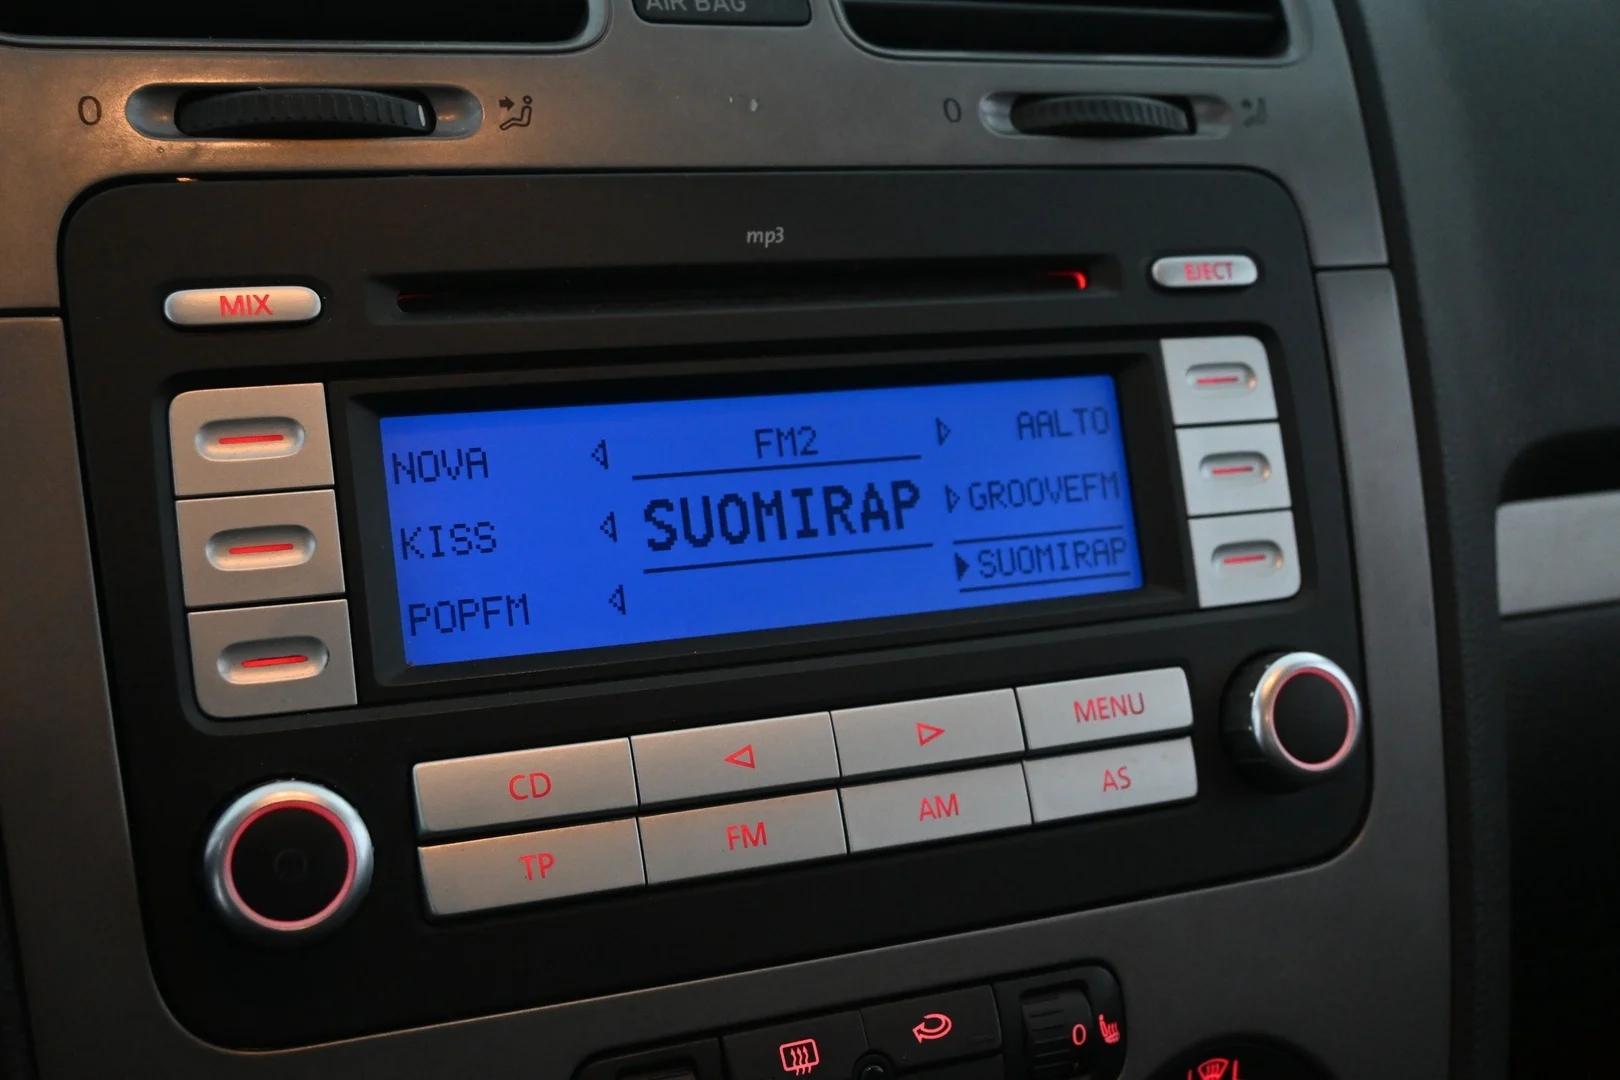 AIR BAG
0
0
mp3
MIX
EJECT
NOVA
FM2
AALTO
KISS
SUOMIRAP
GROOVEFM
POPFM
SUOMIRAP
CD
MENU
TP
FM
AM
AS
0